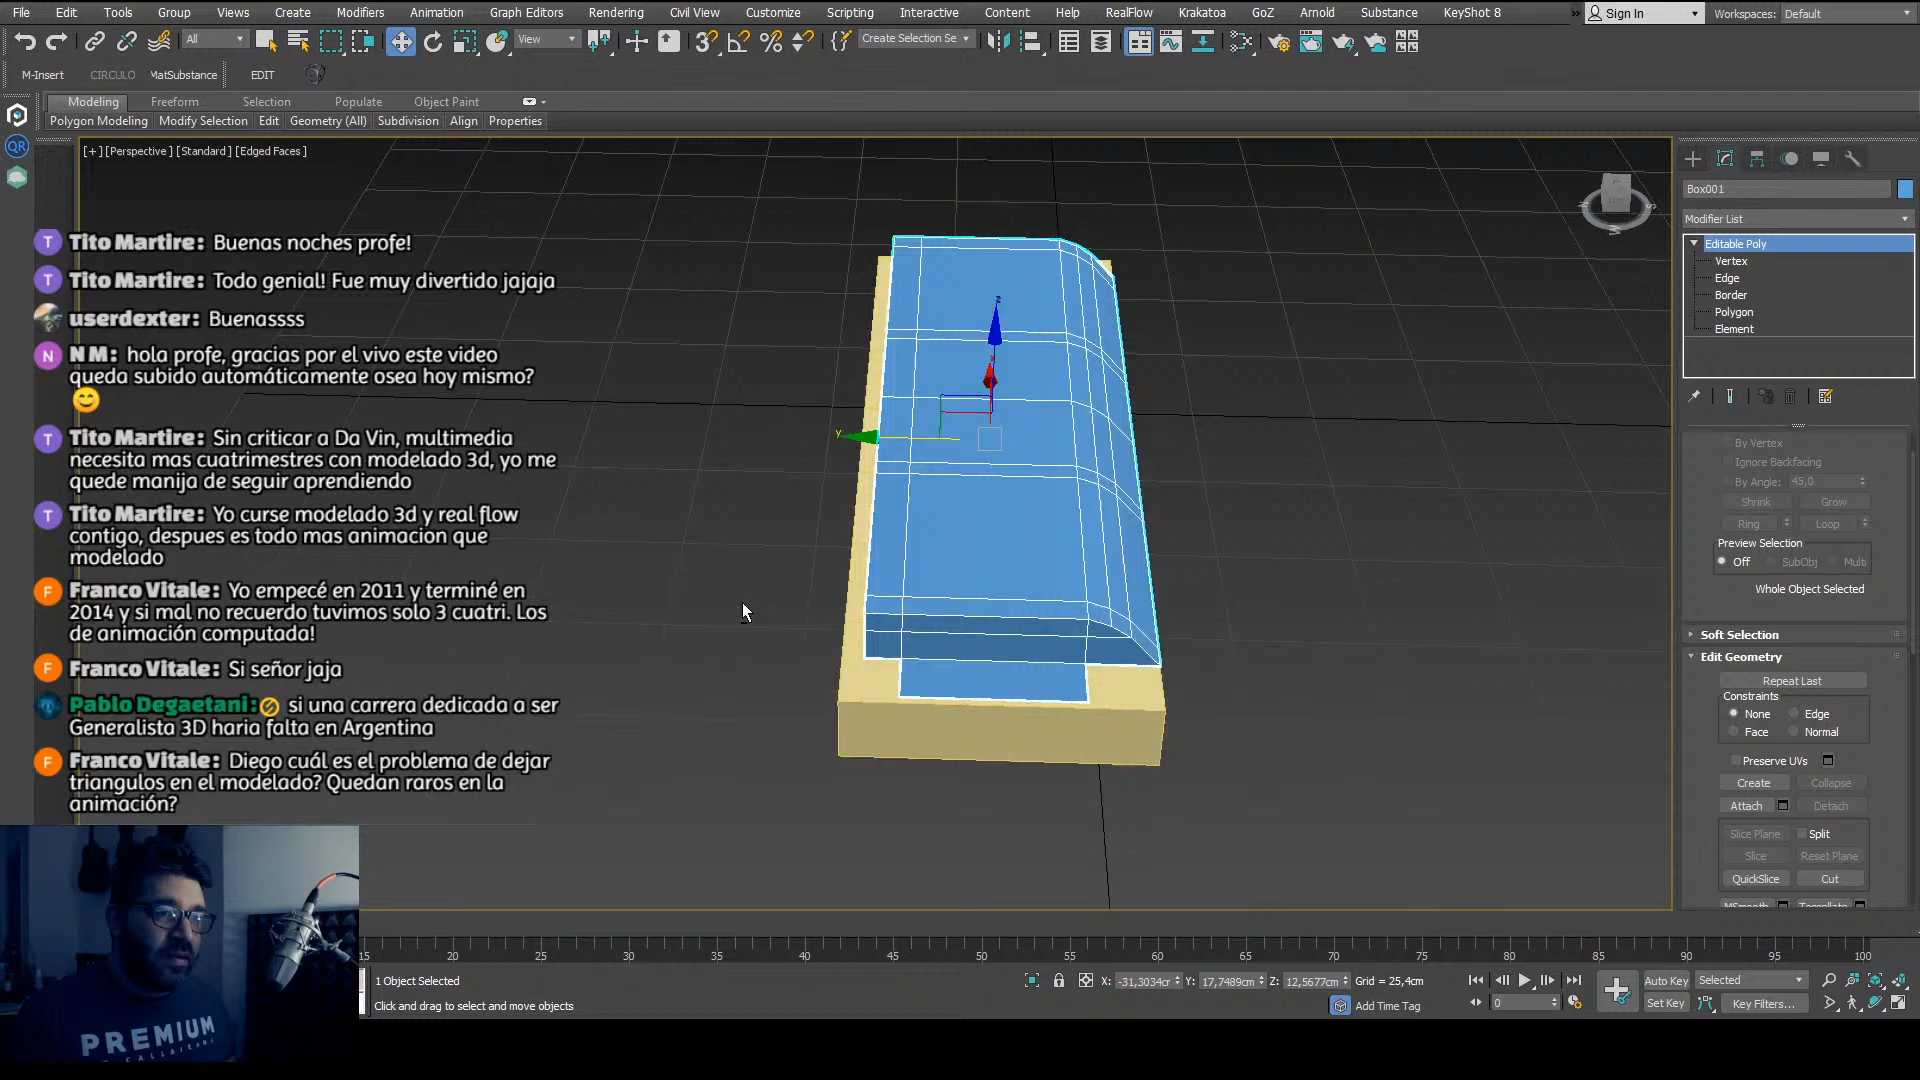 File Edit Tools Group Views Create Modifiers Animation Graph Editors Rendering Civil View Customize Scripting Interactive Content Help RealFlow Krakatoa GoZ Arnold Substance KeyShot 8 » Sign In Workspaces: Default
All View Create Selection Se
M-Insert CIRCULO MatSubstance EDIT
Modeling Freeform Selection Populate Object Paint
Polygon Modeling Modify Selection Edit Geometry (All) Subdivision Align Properties
[+] [Perspective] [Standard] [Edged Faces]
QR
Tito Martire: Buenas noches profe!
Tito Martire: Todo genial! Fue muy divertido jajaja
userdexter: Buenassss
N M: hola profe, gracias por el vivo este video
queda subido automáticamente osea hoy mismo?
Tito Martire: Sin criticar a Da Vin, multimedia
necesita mas cuatrimestres con modelado 3d, yo me
quede manija de seguir aprendiendo
Tito Martire: Yo curse modelado 3d y real flow
contigo, despues es todo mas animacion que
modelado
Franco Vitale: Yo empecé en 2011 y terminé en
2014 y si mal no recuerdo tuvimos solo 3 cuatri. Los
de animación computada!
Franco Vitale: Si señor jaja
Pablo Degaetani: si una carrera dedicada a ser
Generalista 3D haria falta en Argentina
Franco Vitale: Diego cuál es el problema de dejar
triangulos en el modelado? Quedan raros en la
animación?
z
x
y
Box001
Modifier List
Editable Poly
Vertex
Edge
Border
Polygon
Element
By Vertex
Ignore Backfacing
By Angle: 45,0
Shrink Grow
Ring Loop
Preview Selection
Off SubObj Multi
Whole Object Selected
Soft Selection
Edit Geometry
Repeat Last
Constraints
None Edge
Face Normal
Preserve UVs
Create Collapse
Attach Detach
Slice Plane Split
Slice Reset Plane
QuickSlice Cut
MSmooth Tessellate
PREMIUM
15 20 25 30 35 40 45 50 55 60 65 70 75 80 85 90 95 100
1 Object Selected X: -31,3034cm Y: 17,7489cm Z: 12,5677cm Grid = 25,4cm Auto Key Selected
Click and drag to select and move objects Add Time Tag 0 Set Key Key Filters...